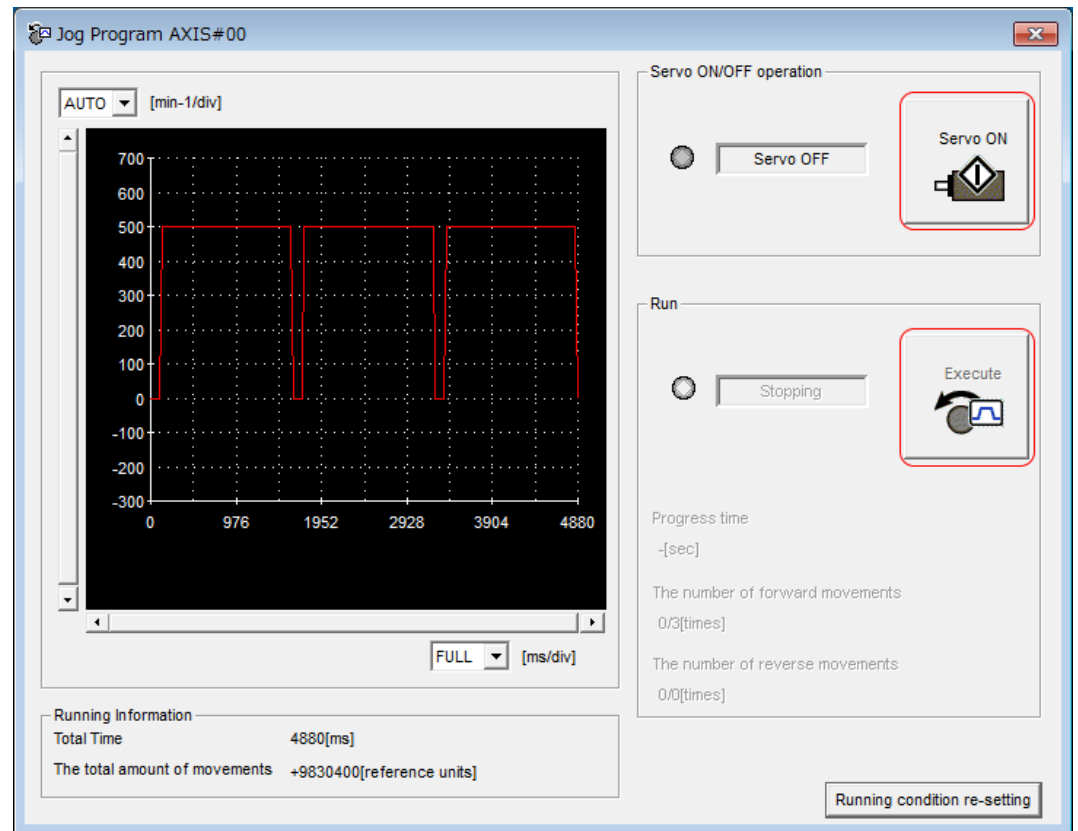 Jog Program AXIS#00
AUTO [min-1/div]
700
600
500
400
300
200
100
0
-100
-200
-300
0 976 1952 2928 3904 4880
FULL [ms/div]
Running Information
Total Time 4880[ms]
The total amount of movements +9830400[reference units]
Servo ON/OFF operation
Servo OFF
Servo ON
Run
Stopping
Execute
Progress time
-[sec]
The number of forward movements
0/3[times]
The number of reverse movements
0/0[times]
Running condition re-setting